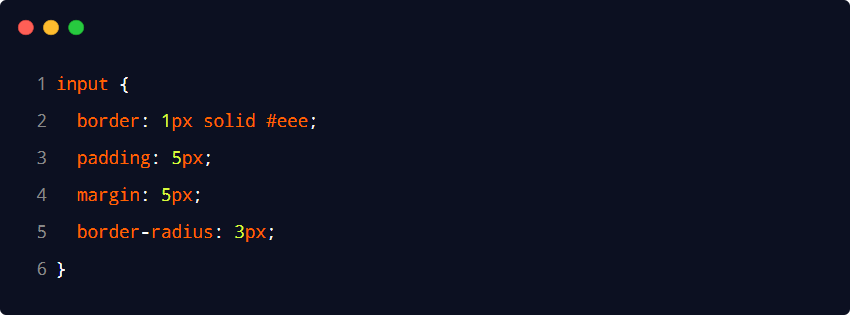 1 input {
2   border: 1px solid #eee;
3   padding: 5px;
4   margin: 5px;
5   border-radius: 3px;
6 }